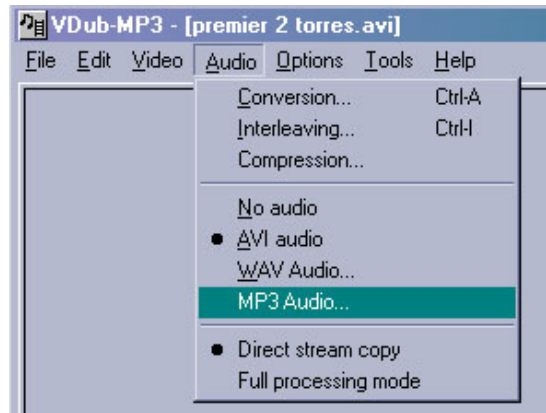 VDub-MP3 - [premier 2 torres.avi]
File Edit Video Audio Options Tools Help
Conversion... Ctrl-A
Interleaving... Ctrl-I
Compression...
No audio
AVI audio
WAV Audio...
MP3 Audio...
Direct stream copy
Full processing mode